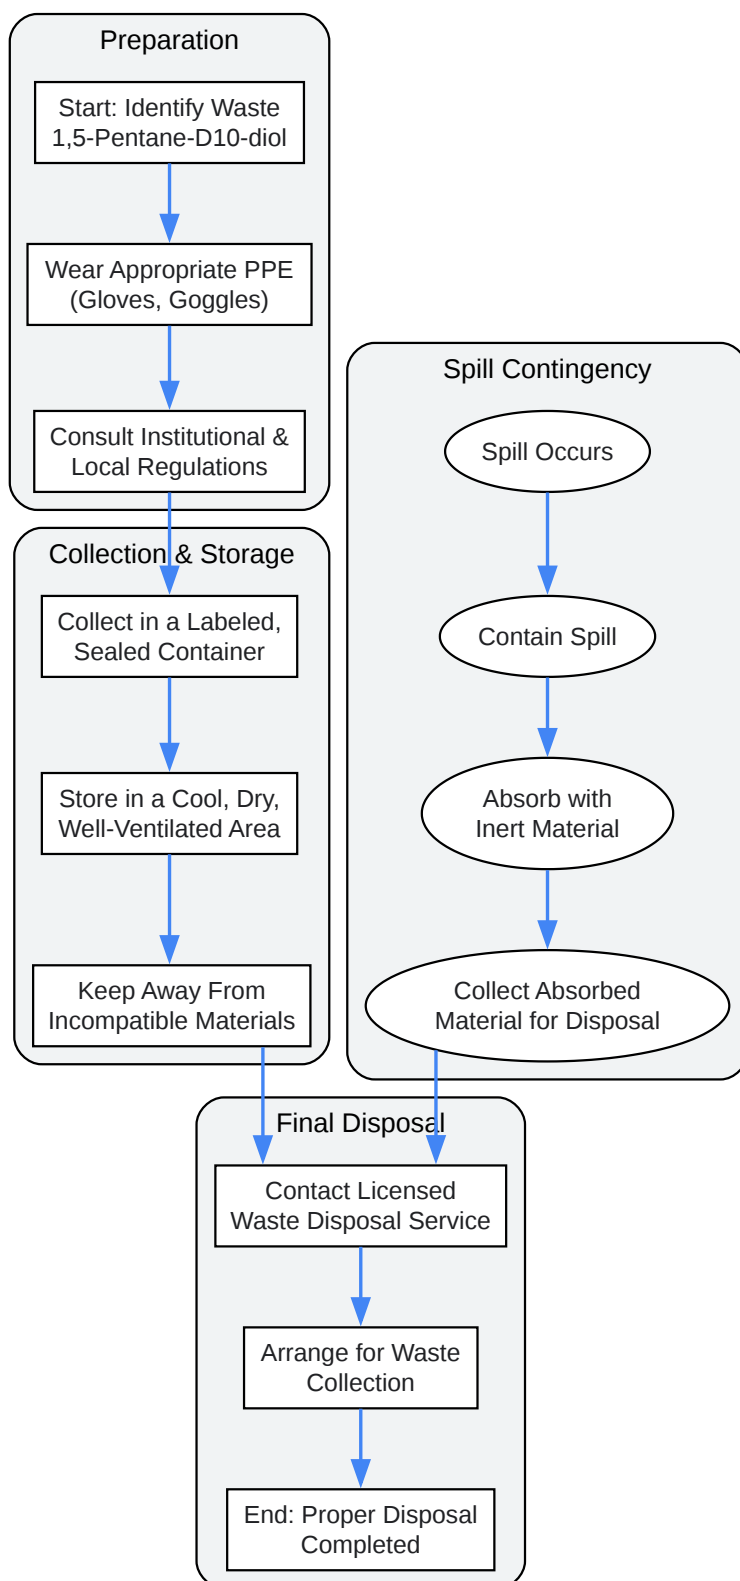 Preparation
Start: Identify Waste
1,5-Pentane-D10-diol
Wear Appropriate PPE
(Gloves, Goggles)
Consult Institutional &
Local Regulations
Collection & Storage
Collect in a Labeled,
Sealed Container
Store in a Cool, Dry,
Well-Ventilated Area
Keep Away From
Incompatible Materials
Spill Contingency
Spill Occurs
Contain Spill
Absorb with
Inert Material
Collect Absorbed
Material for Disposal
Final Disposal
Contact Licensed
Waste Disposal Service
Arrange for Waste
Collection
End: Proper Disposal
Completed